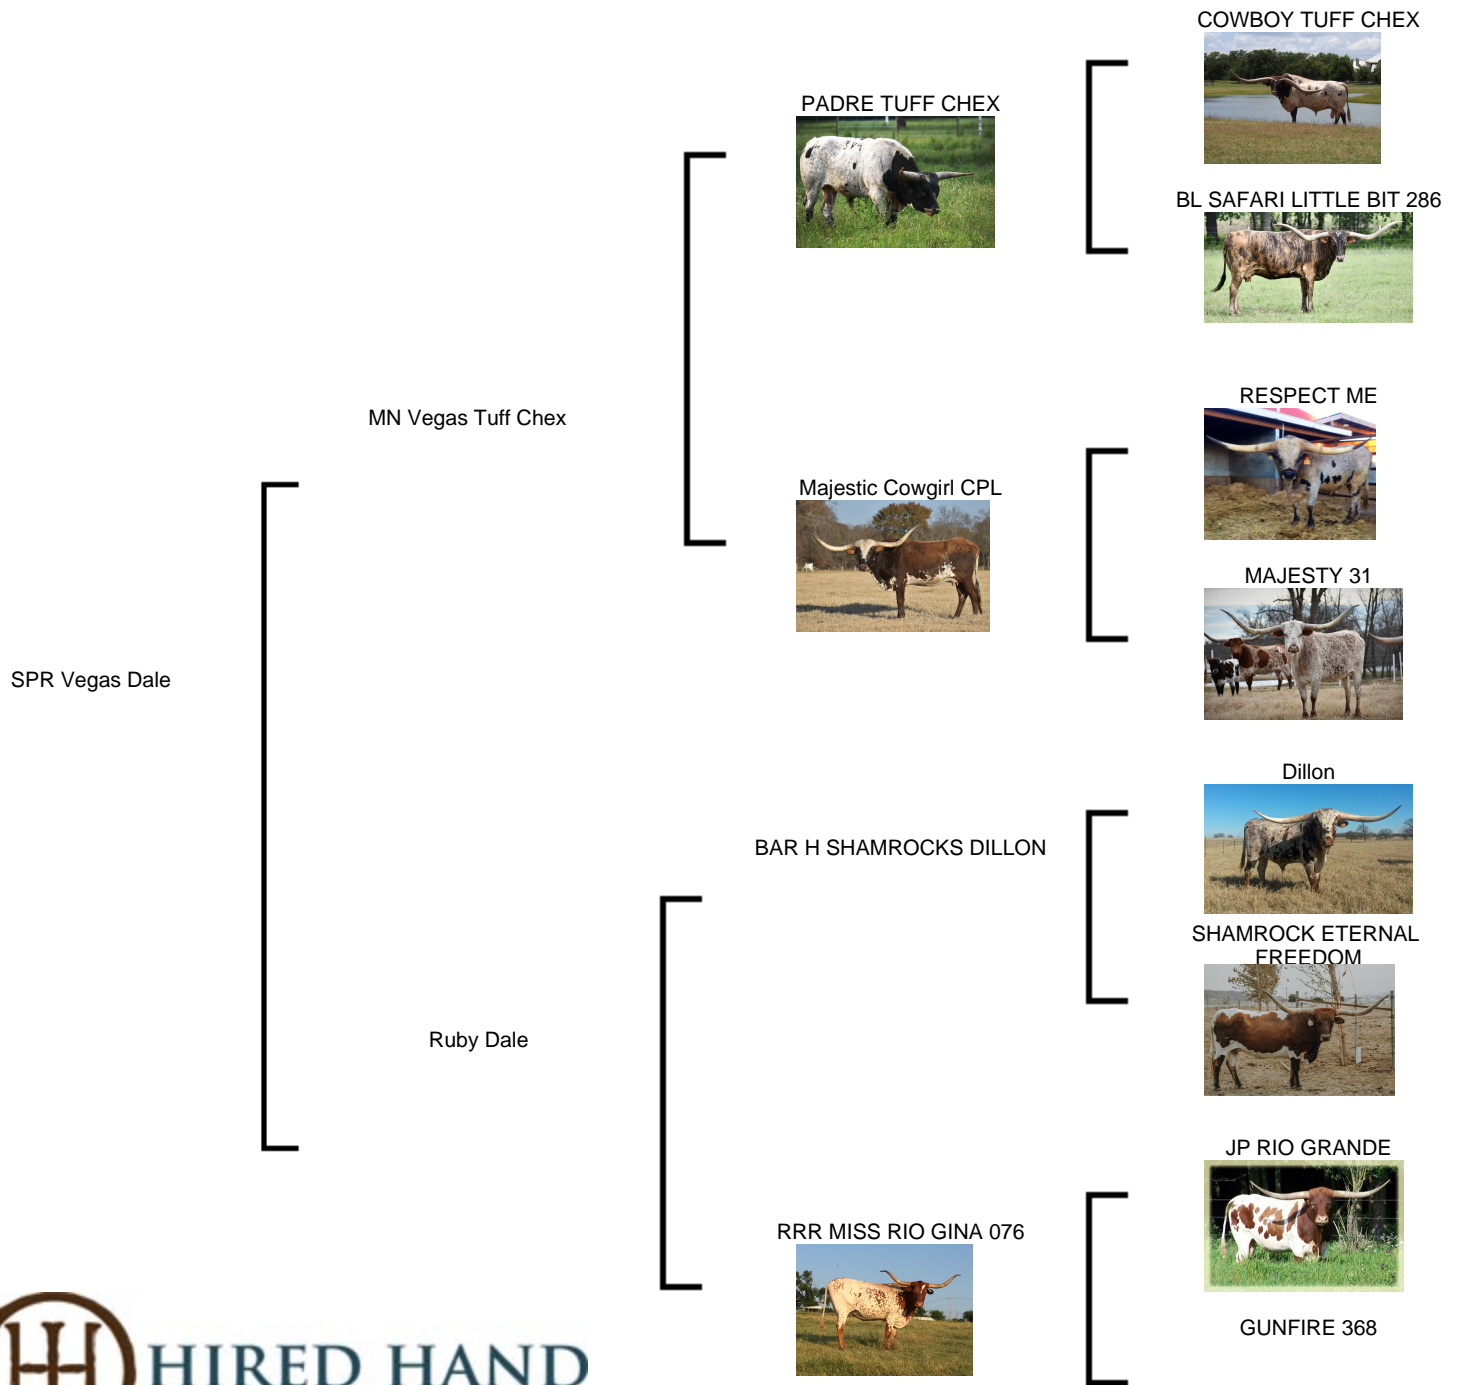 COWBOY TUFF CHEX
PADRE TUFF CHEX
BL SAFARI LITTLE BIT 286
RESPECT ME
MN Vegas Tuff Chex
Majestic Cowgirl CPL
MAJESTY 31
SPR Vegas Dale
Dillon
BAR H SHAMROCKS DILLON
SHAMROCK ETERNAL
FREEDOM
Ruby Dale
JP RIO GRANDE
RRR MISS RIO GINA 076
GUNFIRE 368
HIRED HAND